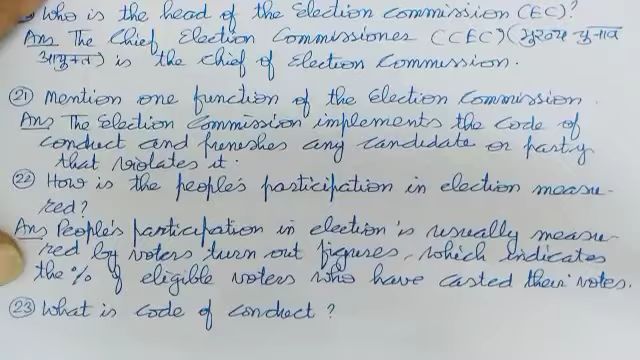 Who is the head of the Election Commission (EC)?
Ans The Chief Election Commissioner (CEC) (मुख्य चुनाव
आयुक्त) is the chief of Election Commission.
(21) Mention one function of the Election Commission.
Ans The Election Commission implements the code of
conduct and punishes any candidate or party
that violates it.
(22) How is the people's participation in election measu-
red?
Ans People's participation in election is usually measu-
red by voters turn out figures, which indicates
the % of eligible voters who have casted their votes.
(23) What is code of conduct?